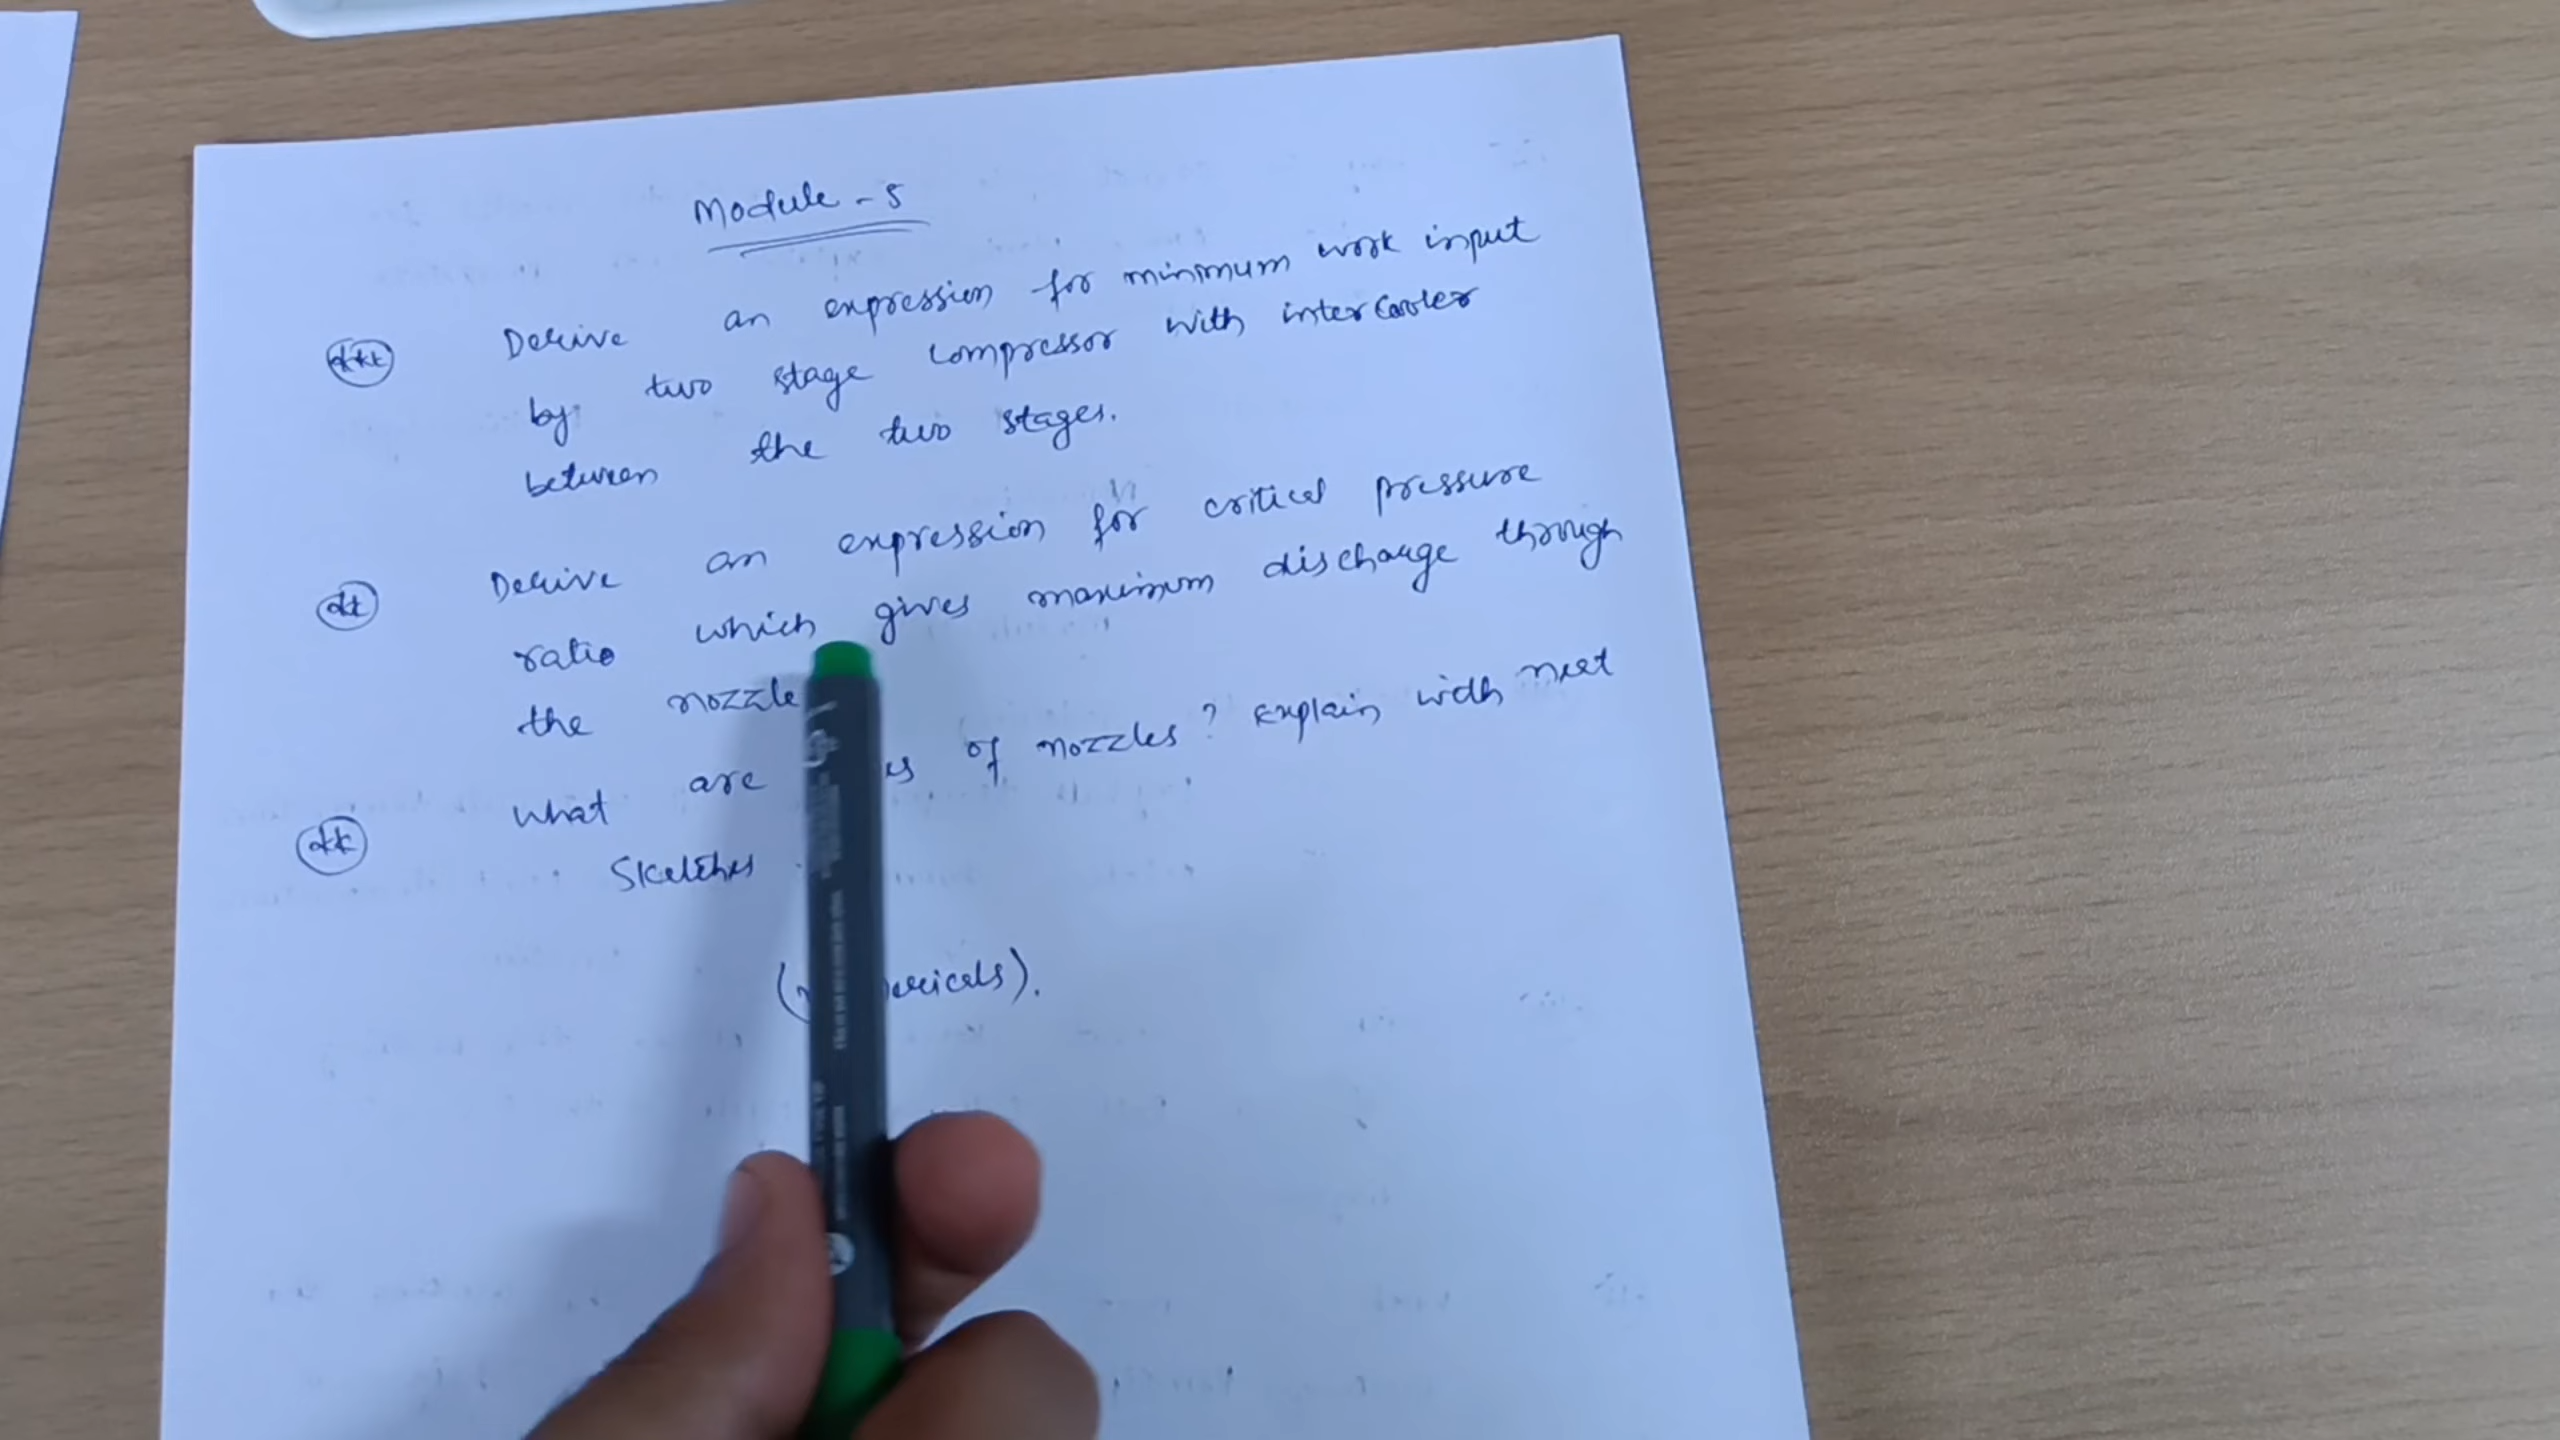 Module - 5
Derive an expression for minimum work input
by two stage compressor with intercooler
between the two stages.
Derive an expression for critical pressure
ratio which gives maximum discharge through
the nozzle
what are of nozzles? Explain with neet
Sketches